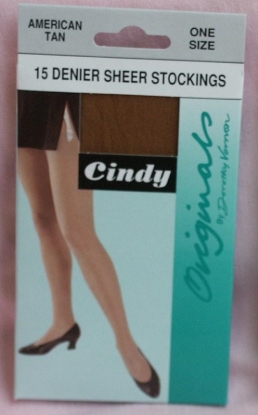 AMERICAN
TAN
ONE
SIZE
15 DENIER SHEER STOCKINGS
Cindy
Originals
By Dorothy Vernon